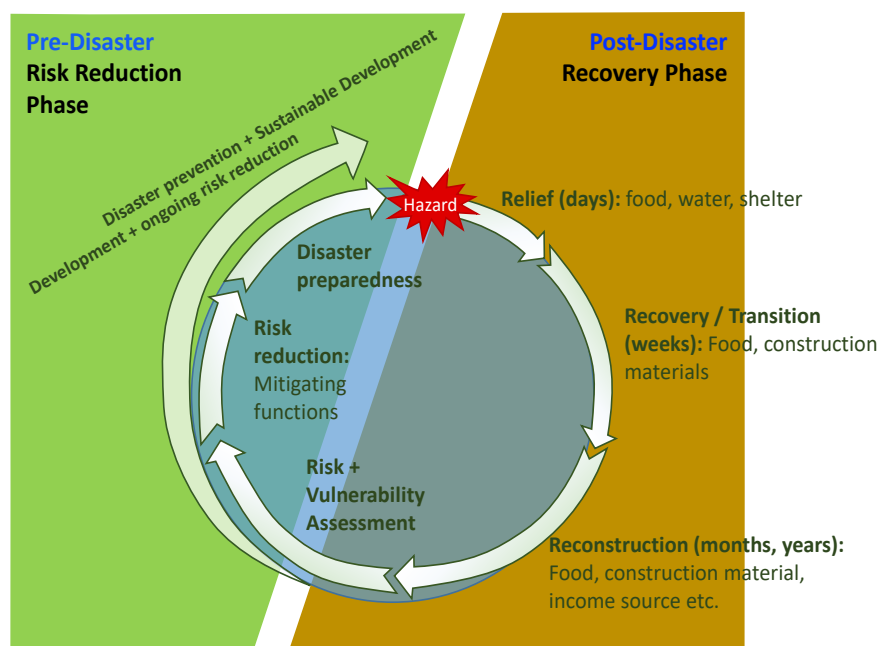 Pre-Disaster
Risk Reduction
Phase
Post-Disaster
Recovery Phase
Disaster prevention + Sustainable Development
Development + ongoing risk reduction
Hazard
Relief (days): food, water, shelter
Disaster
preparedness
Recovery / Transition
(weeks): Food, construction
materials
Risk
reduction:
Mitigating
functions
Risk +
Vulnerability
Assessment
Reconstruction (months, years):
Food, construction material,
income source etc.